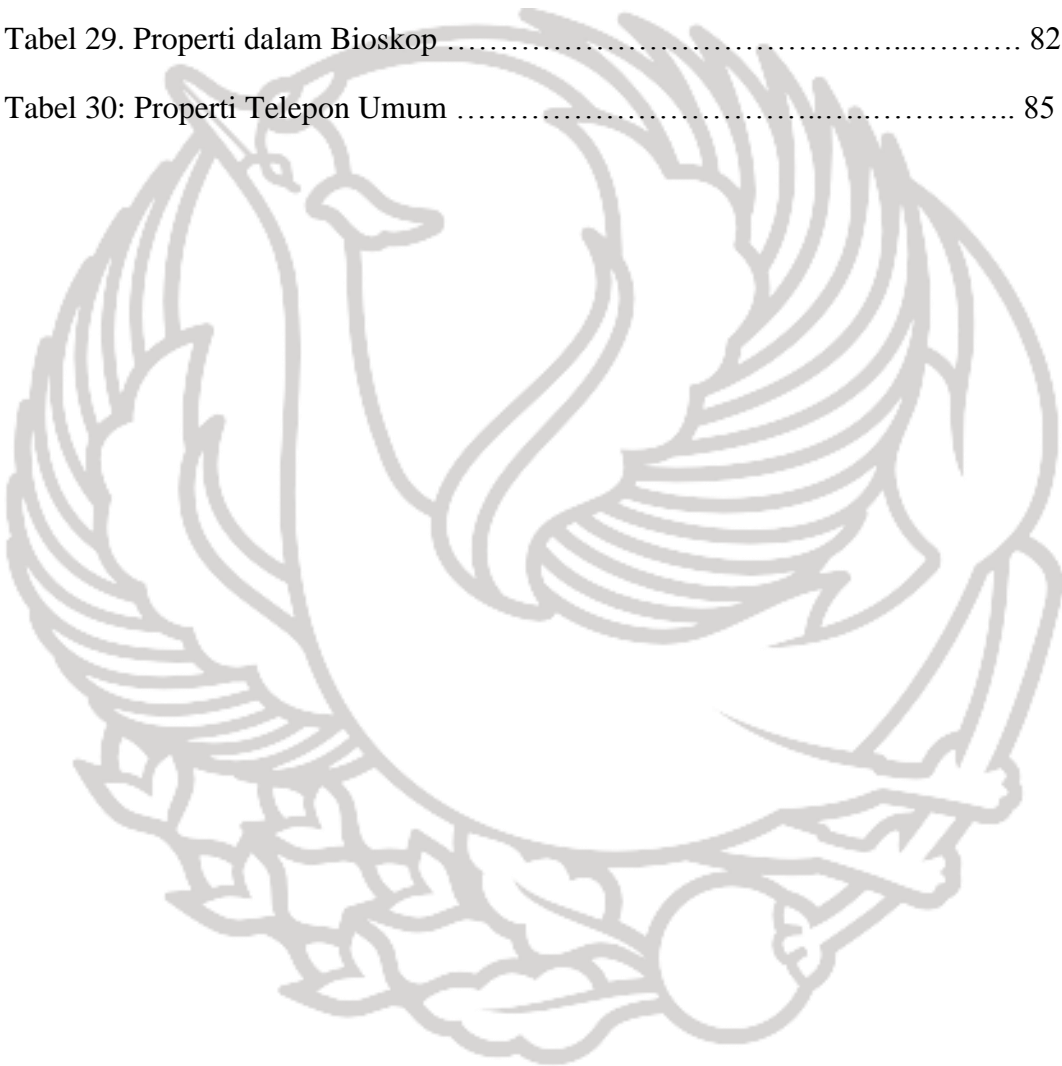 Tabel 29. Properti dalam Bioskop …………………………………...………. 82
Tabel 30: Properti Telepon Umum ……………………………..…..………….. 85